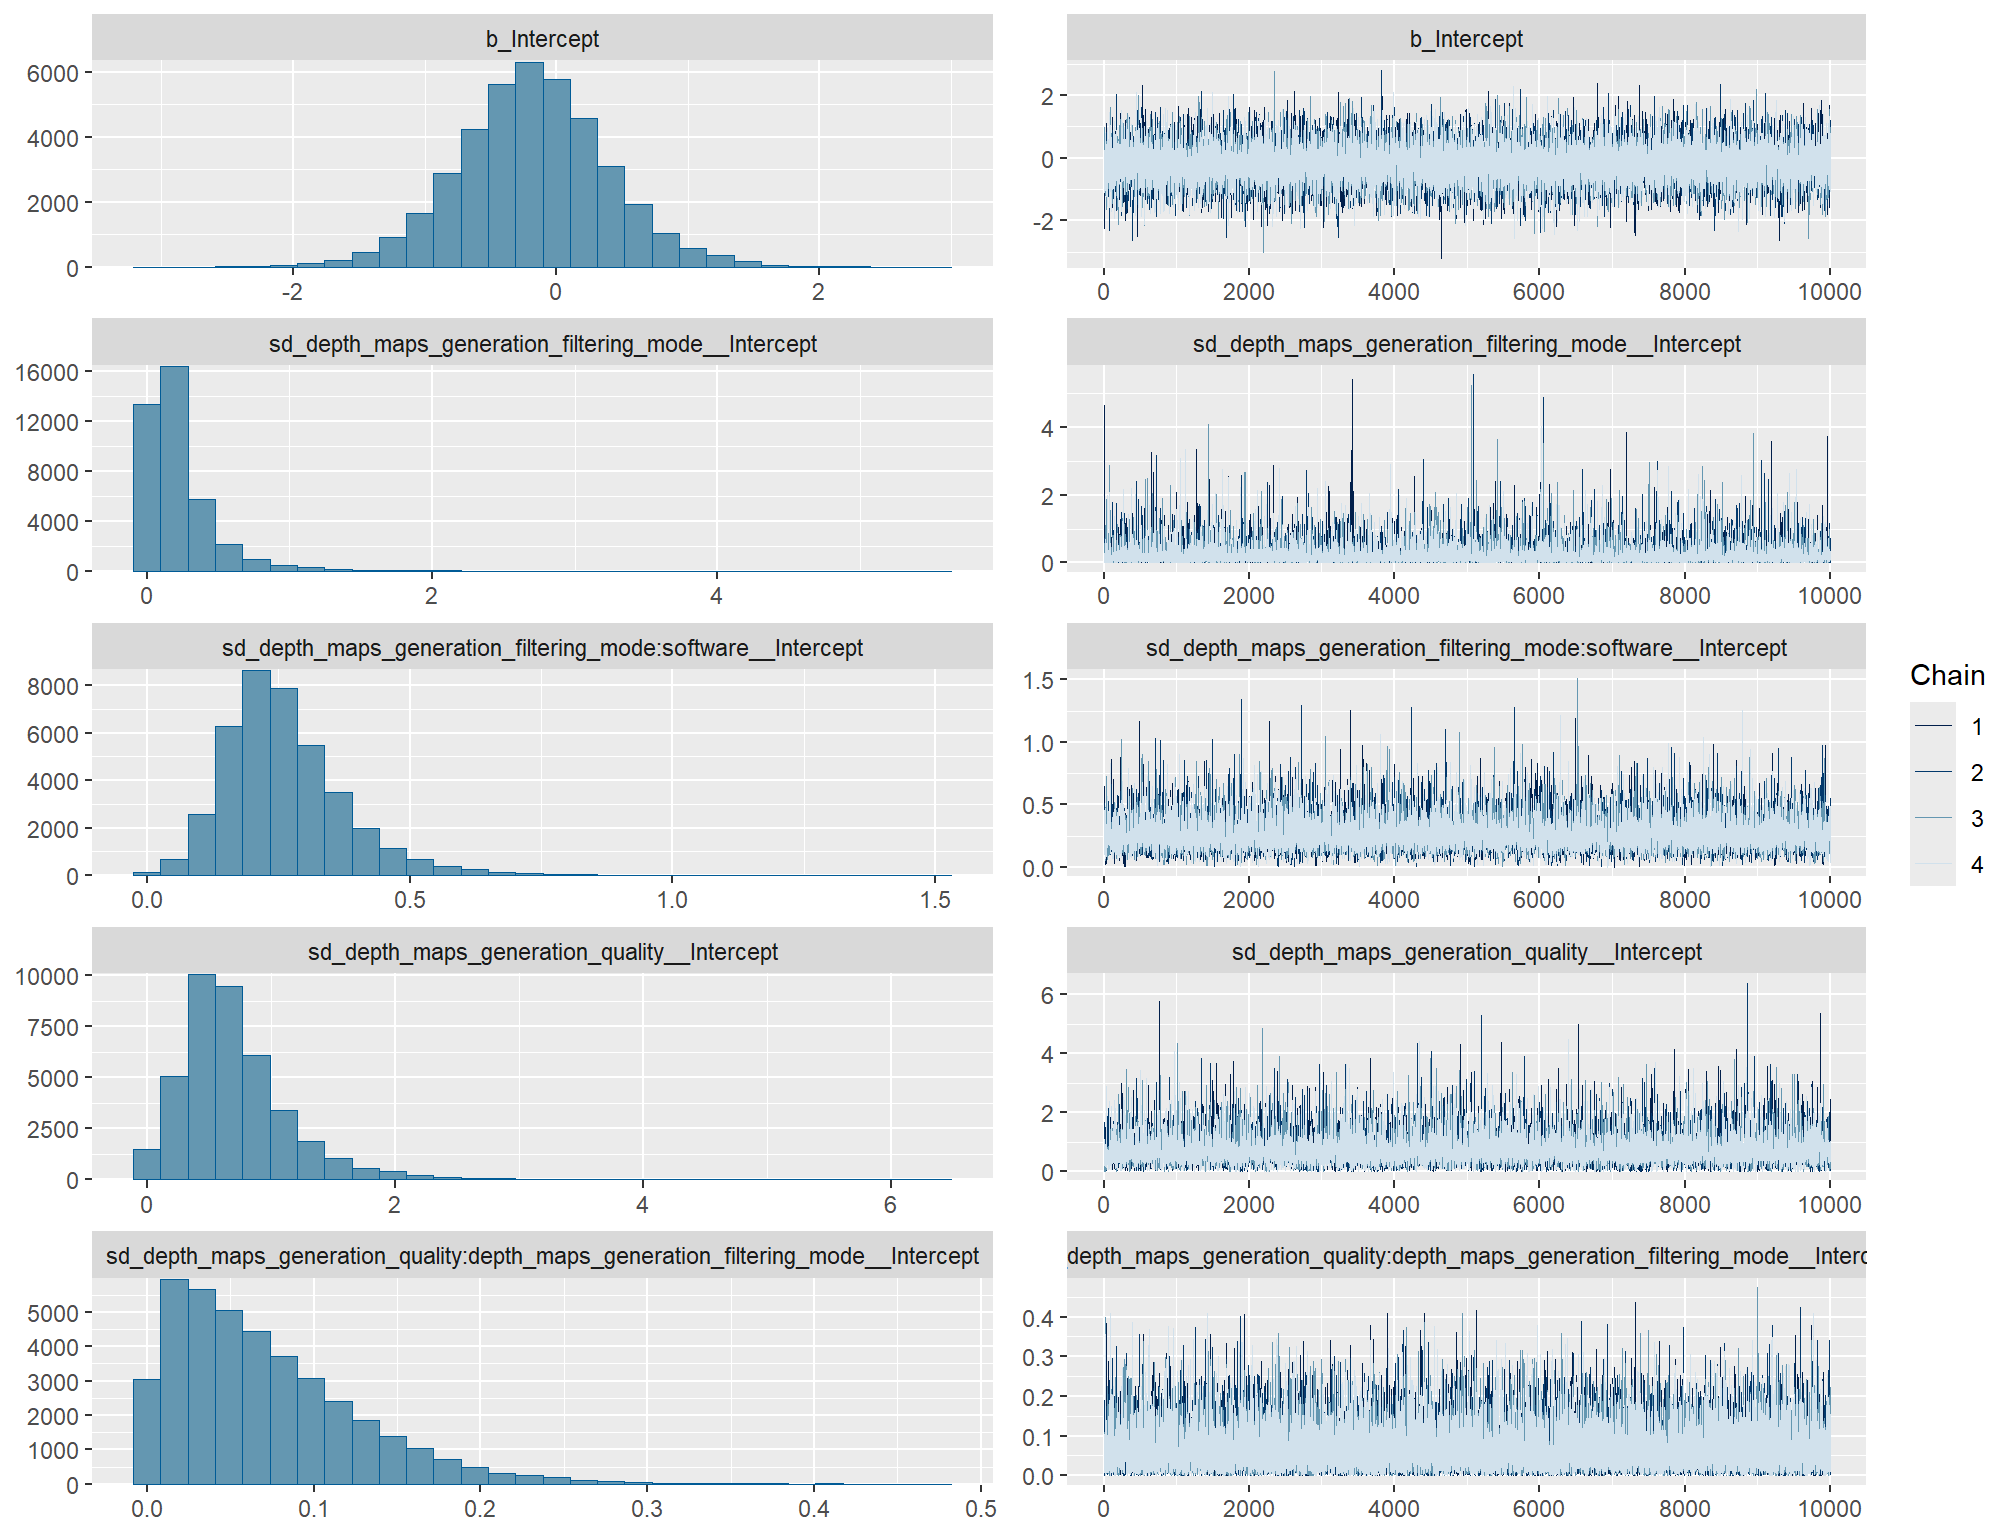 b_Intercept
6000
4000
2000
0
-2 0 2
b_Intercept
2
0
-2
0 2000 4000 6000 8000 10000
sd_depth_maps_generation_filtering_mode__Intercept
16000
12000
8000
4000
0
0 2 4
sd_depth_maps_generation_filtering_mode__Intercept
4
2
0
0 2000 4000 6000 8000 10000
sd_depth_maps_generation_filtering_mode:software__Intercept
8000
6000
4000
2000
0
0.0 0.5 1.0 1.5
sd_depth_maps_generation_filtering_mode:software__Intercept
1.5
1.0
0.5
0.0
0 2000 4000 6000 8000 10000
sd_depth_maps_generation_quality__Intercept
10000
7500
5000
2500
0
0 2 4 6
sd_depth_maps_generation_quality__Intercept
6
4
2
0
0 2000 4000 6000 8000 10000
sd_depth_maps_generation_quality:depth_maps_generation_filtering_mode__Intercept
5000
4000
3000
2000
1000
0
0.0 0.1 0.2 0.3 0.4 0.5
depth_maps_generation_quality:depth_maps_generation_filtering_mode__Interc
0.4
0.3
0.2
0.1
0.0
0 2000 4000 6000 8000 10000
Chain
1
2
3
4